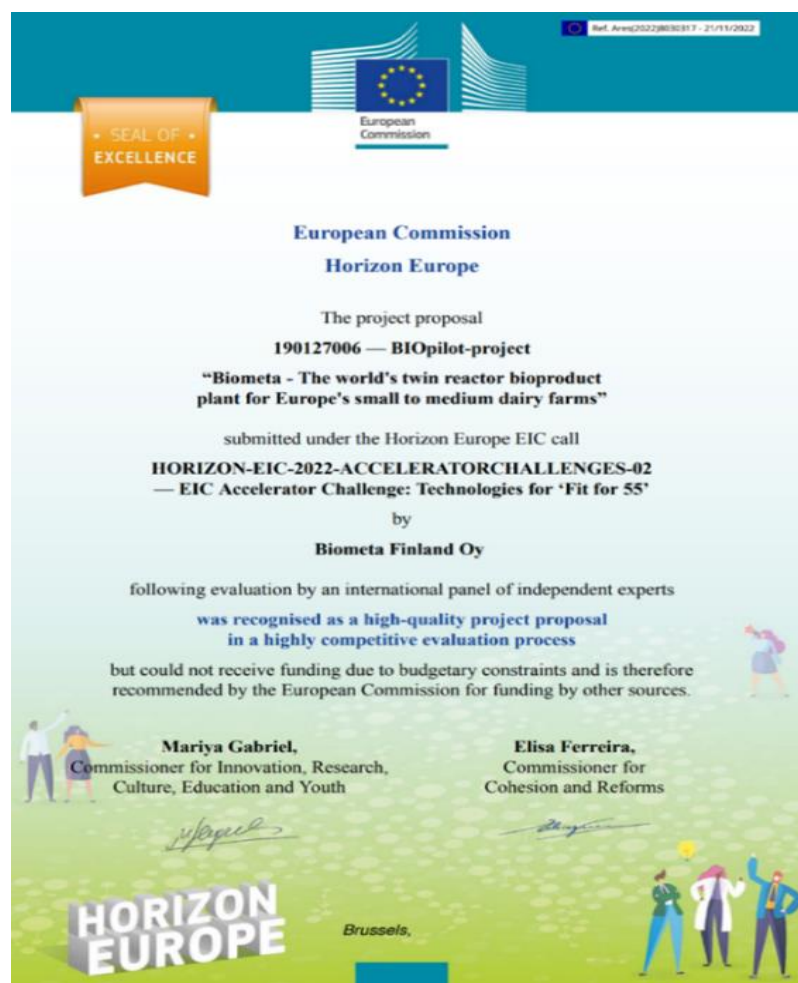 Ref. Ares(2022)8030317 - 21/11/2022
European
Commission
• SEAL OF •
EXCELLENCE
European Commission
Horizon Europe
The project proposal
190127006 — BIOpilot-project
“Biometa - The world's twin reactor bioproduct
plant for Europe's small to medium dairy farms”
submitted under the Horizon Europe EIC call
HORIZON-EIC-2022-ACCELERATORCHALLENGES-02
— EIC Accelerator Challenge: Technologies for ‘Fit for 55’
by
Biometa Finland Oy
following evaluation by an international panel of independent experts
was recognised as a high-quality project proposal
in a highly competitive evaluation process
but could not receive funding due to budgetary constraints and is therefore
recommended by the European Commission for funding by other sources.
Mariya Gabriel,
Commissioner for Innovation, Research,
Culture, Education and Youth
Elisa Ferreira,
Commissioner for
Cohesion and Reforms
HORIZON
EUROPE
Brussels,